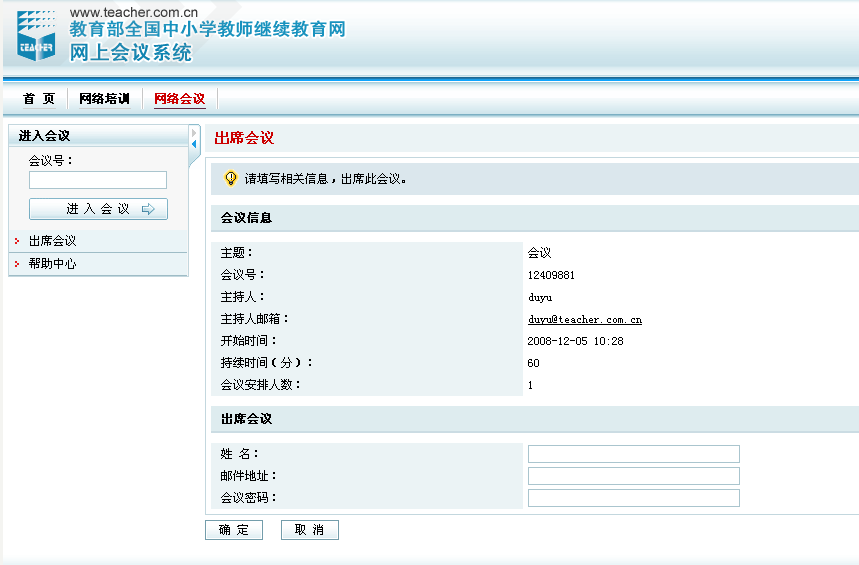 www.teacher.com.cn
教育部全国中小学教师继续教育网
TEACHER 网上会议系统
首 页 网络培训 网络会议
进入会议
会议号：
进 入 会 议
出席会议
帮助中心
出席会议
请填写相关信息，出席此会议。
会议信息
主题： 会议
会议号： 12409881
主持人： duyu
主持人邮箱： duyu@teacher.com.cn
开始时间： 2008-12-05 10:28
持续时间（分）： 60
会议安排人数： 1
出席会议
姓 名：
邮件地址：
会议密码：
确 定 取 消